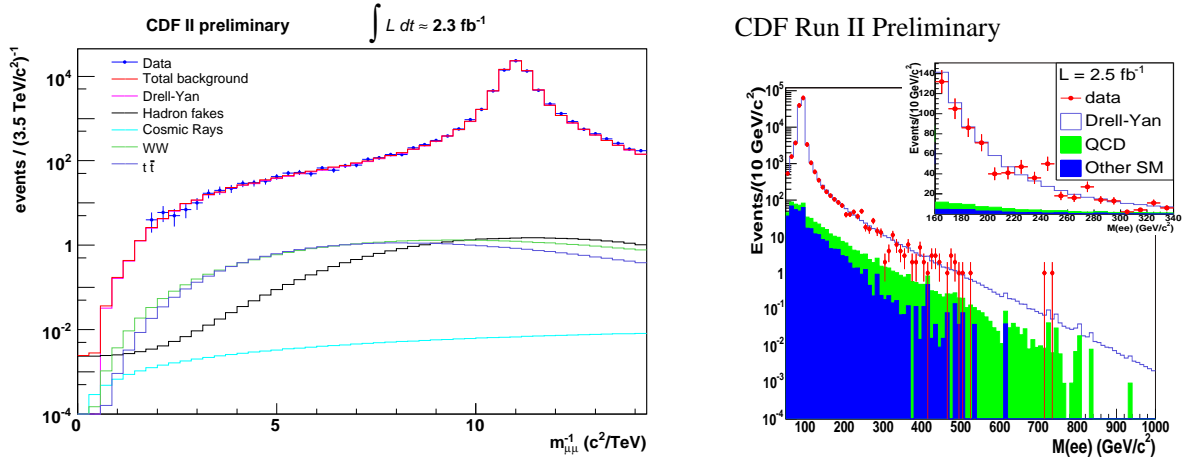 CDF II preliminary
∫ L dt ≈ 2.3 fb⁻¹
events / (3.5 TeV/c²)⁻¹
10⁴
10²
1
10⁻²
10⁻⁴
Data
Total background
Drell-Yan
Hadron fakes
Cosmic Rays
WW
t t̄
0 5 10
m⁻¹μμ (c²/TeV)
CDF Run II Preliminary
Events/(10 GeV/c²)
10⁵
10⁴
10³
10²
10
1
10⁻¹
10⁻²
10⁻³
10⁻⁴
100 200 300 400 500 600 700 800 900 1000
M(ee) (GeV/c²)
Events/(10 GeV/c²)
140
120
100
80
60
40
20
160 180 200 220 240 260 280 300 320 340
M(ee) (GeV/c²)
L = 2.5 fb⁻¹
data
Drell-Yan
QCD
Other SM